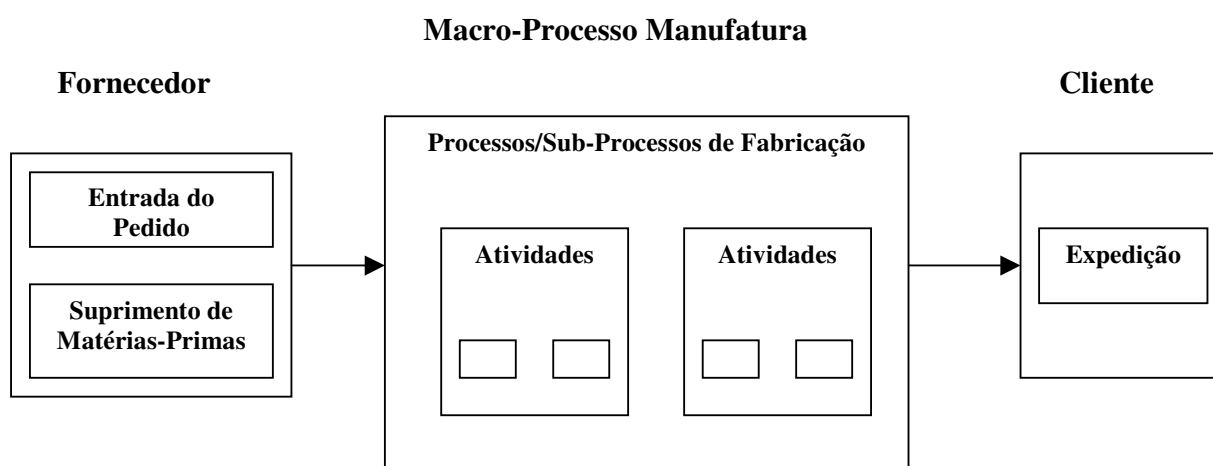 Macro-Processo Manufatura
Fornecedor
Cliente
Processos/Sub-Processos de Fabricação
Entrada do
Pedido
Suprimento de
Matérias-Primas
Atividades
Atividades
Expedição